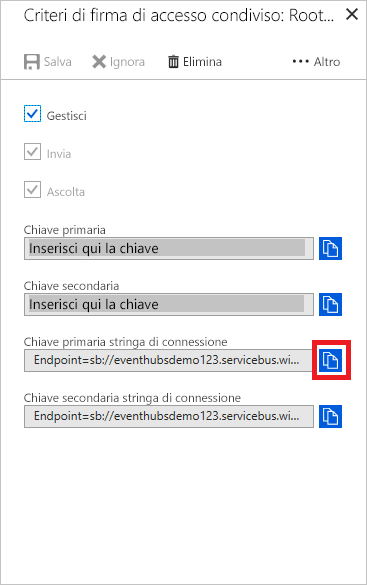 Criteri di firma di accesso condiviso: Root...
Salva Ignora Elimina ••• Altro
Gestisci
Invia
Ascolta
Chiave primaria
Inserisci qui la chiave
Chiave secondaria
Inserisci qui la chiave
Chiave primaria stringa di connessione
Endpoint=sb://eventhubsdemo123.servicebus.wi...
Chiave secondaria stringa di connessione
Endpoint=sb://eventhubsdemo123.servicebus.wi...